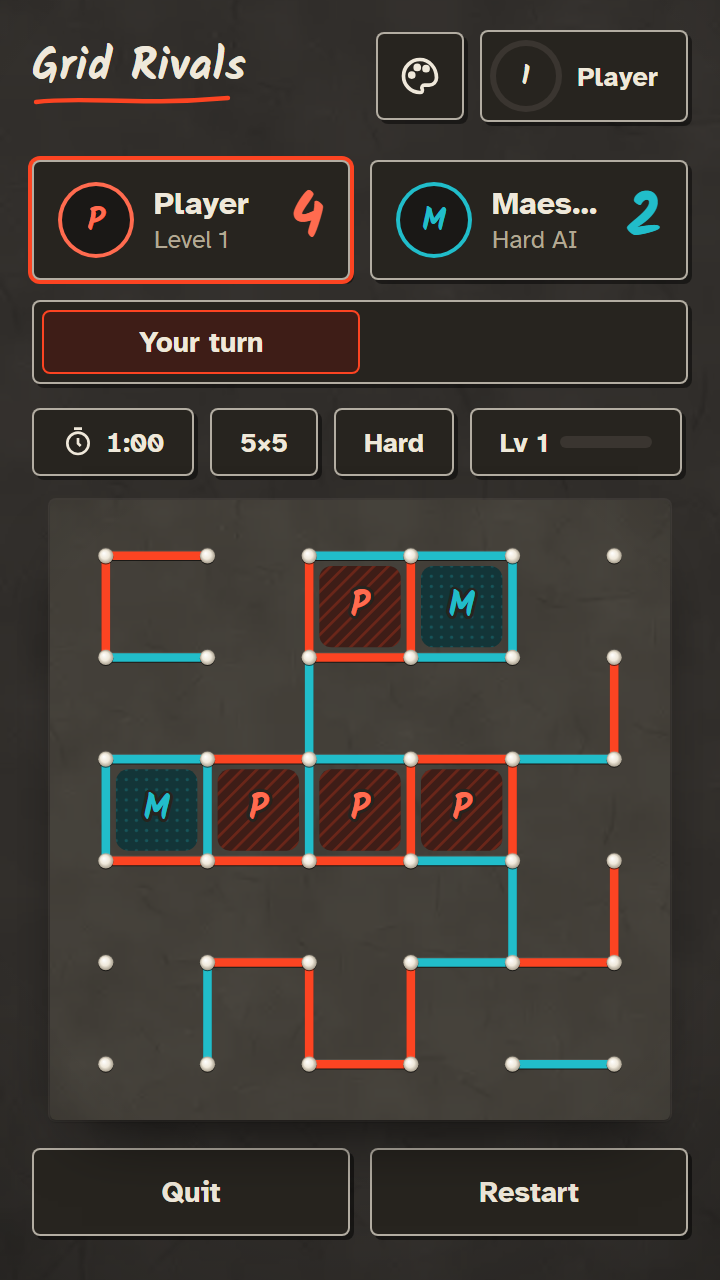 Grid Rivals
1 Player
P Player 4
Level 1
M Maes... 2
Hard AI
Your turn
1:00 5×5 Hard Lv 1
P M
M P P P
Quit Restart